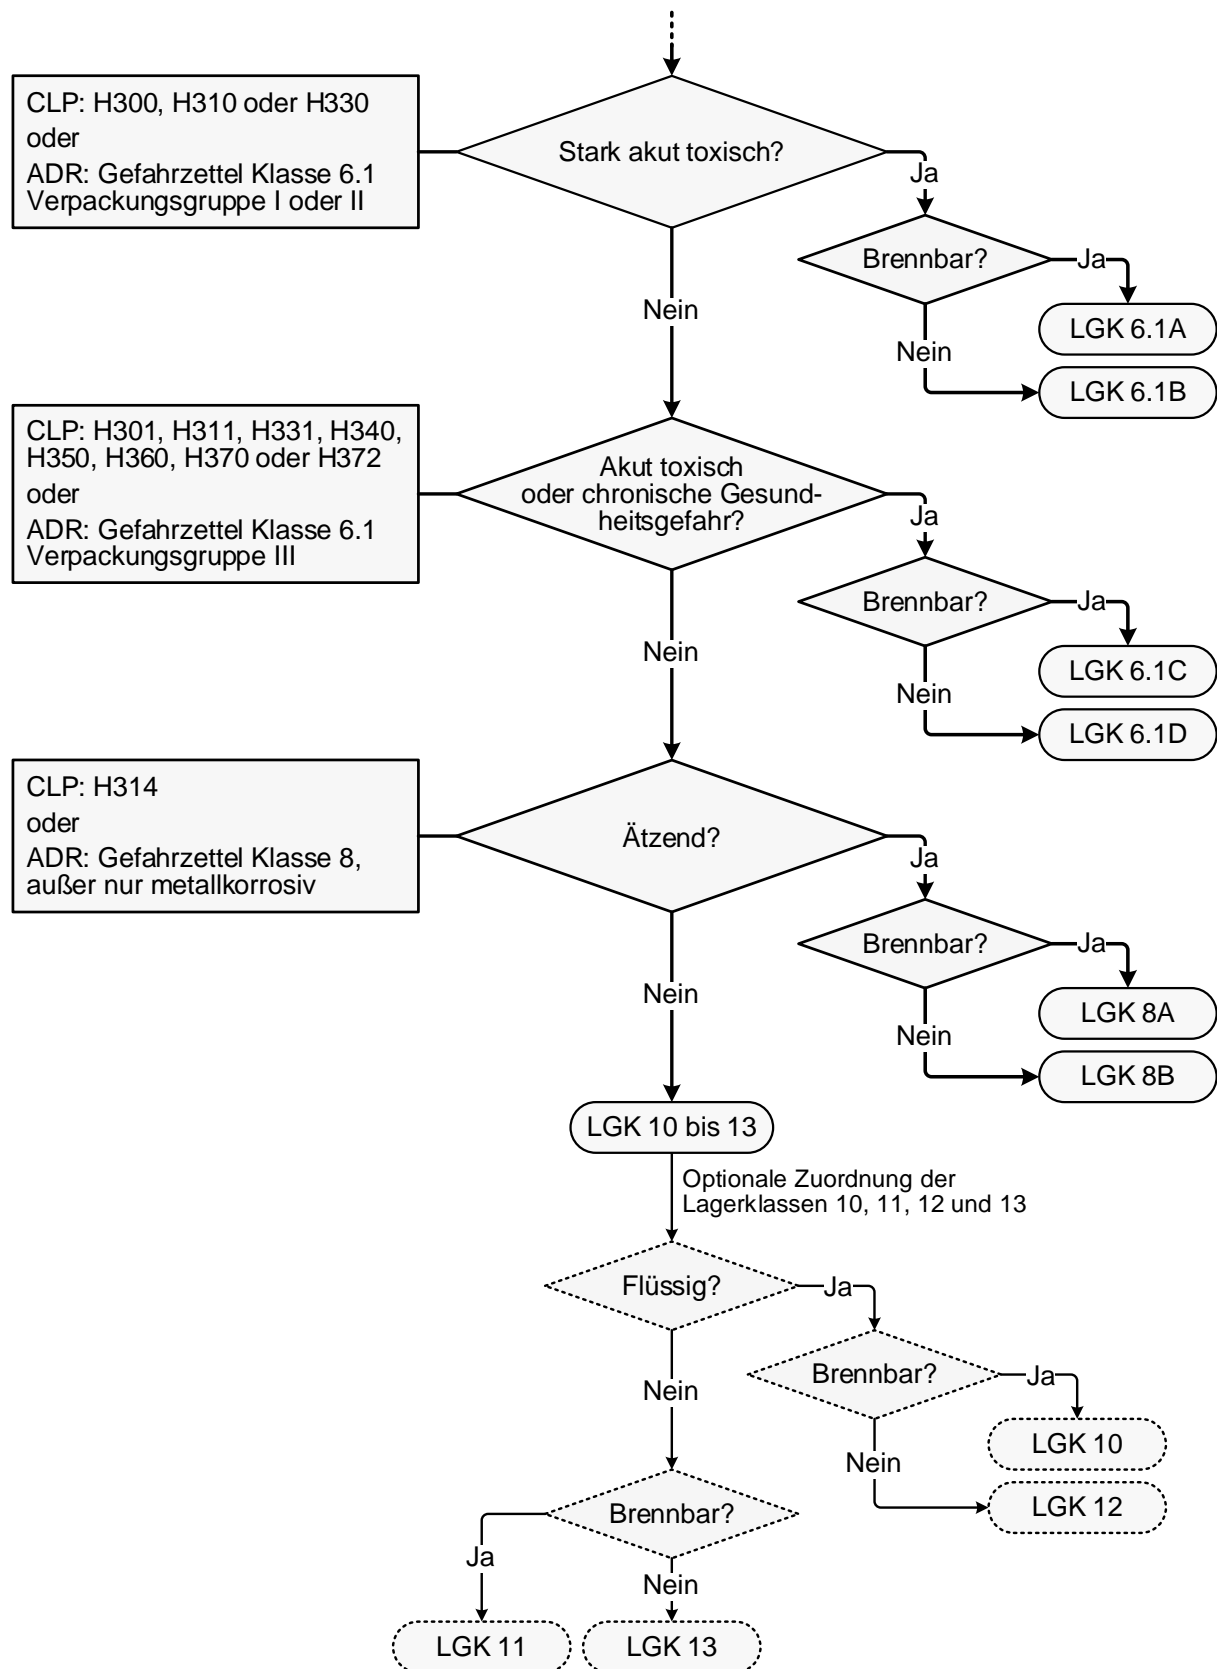 CLP: H300, H310 oder H330
oder
ADR: Gefahrzettel Klasse 6.1
Verpackungsgruppe I oder II
Stark akut toxisch?
Ja
Brennbar?
Ja
LGK 6.1A
Nein
LGK 6.1B
Nein
CLP: H301, H311, H331, H340,
H350, H360, H370 oder H372
oder
ADR: Gefahrzettel Klasse 6.1
Verpackungsgruppe III
Akut toxisch
oder chronische Gesund-
heitsgefahr?
Ja
Brennbar?
Ja
LGK 6.1C
Nein
LGK 6.1D
Nein
CLP: H314
oder
ADR: Gefahrzettel Klasse 8,
außer nur metallkorrosiv
Ätzend?
Ja
Brennbar?
Ja
LGK 8A
Nein
LGK 8B
Nein
LGK 10 bis 13
Optionale Zuordnung der
Lagerklassen 10, 11, 12 und 13
Flüssig?
Ja
Brennbar?
Ja
LGK 10
Nein
LGK 12
Nein
Brennbar?
Ja
Nein
LGK 11
LGK 13